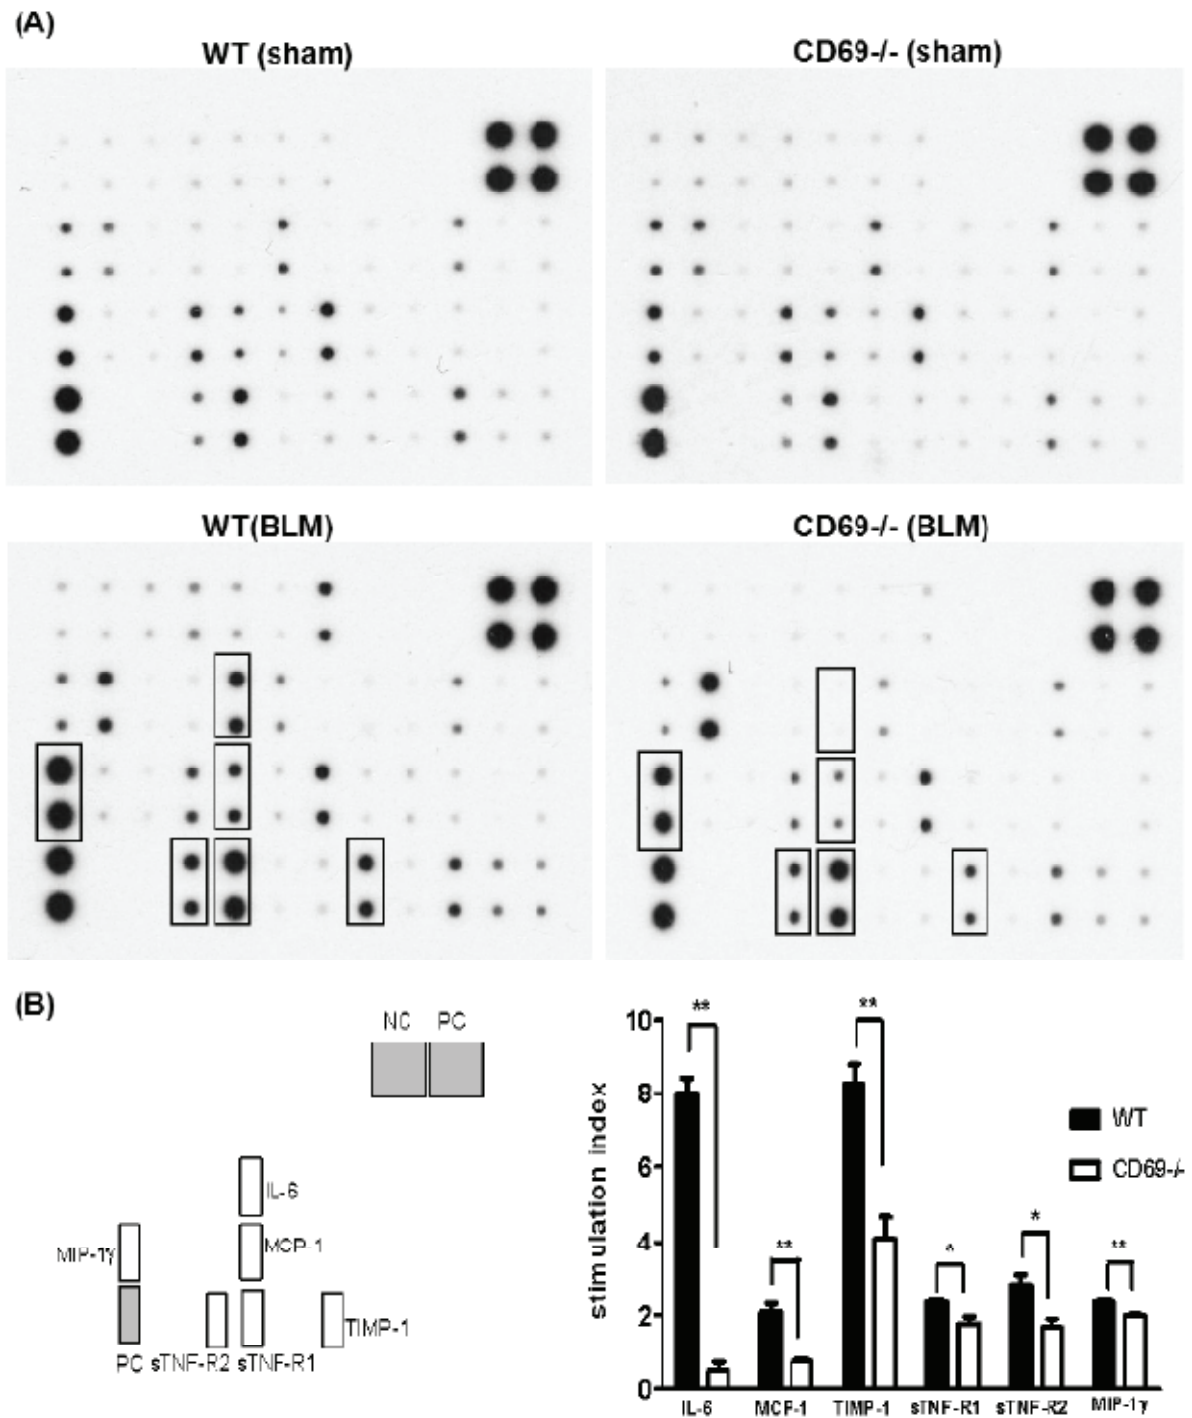 (A)
WT (sham)
CD69-/- (sham)
WT(BLM)
CD69-/- (BLM)
(B)
NC PC
IL-6
MIP-1γ
MCP-1
TIMP-1
PC sTNF-R2 sTNF-R1
stimulation index
10
8
6
4
2
0
**
**
**
*
*
**
WT
CD69-/-
IL-6 MCP-1 TIMP-1 sTNF-R1 sTNF-R2 MIP-1γ